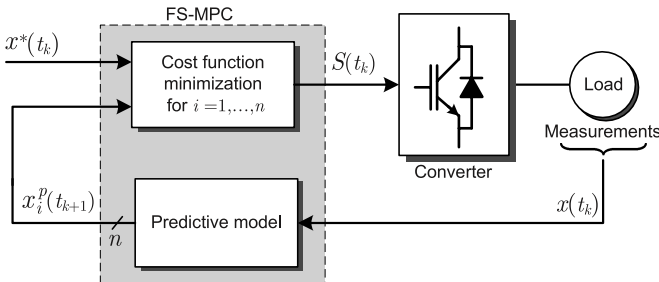 FS-MPC
x*(t_k)
Cost function
minimization
for i =1,...,n
S(t_k)
Converter
Load
Measurements
x(t_k)
Predictive model
n
x_i^p(t_{k+1})